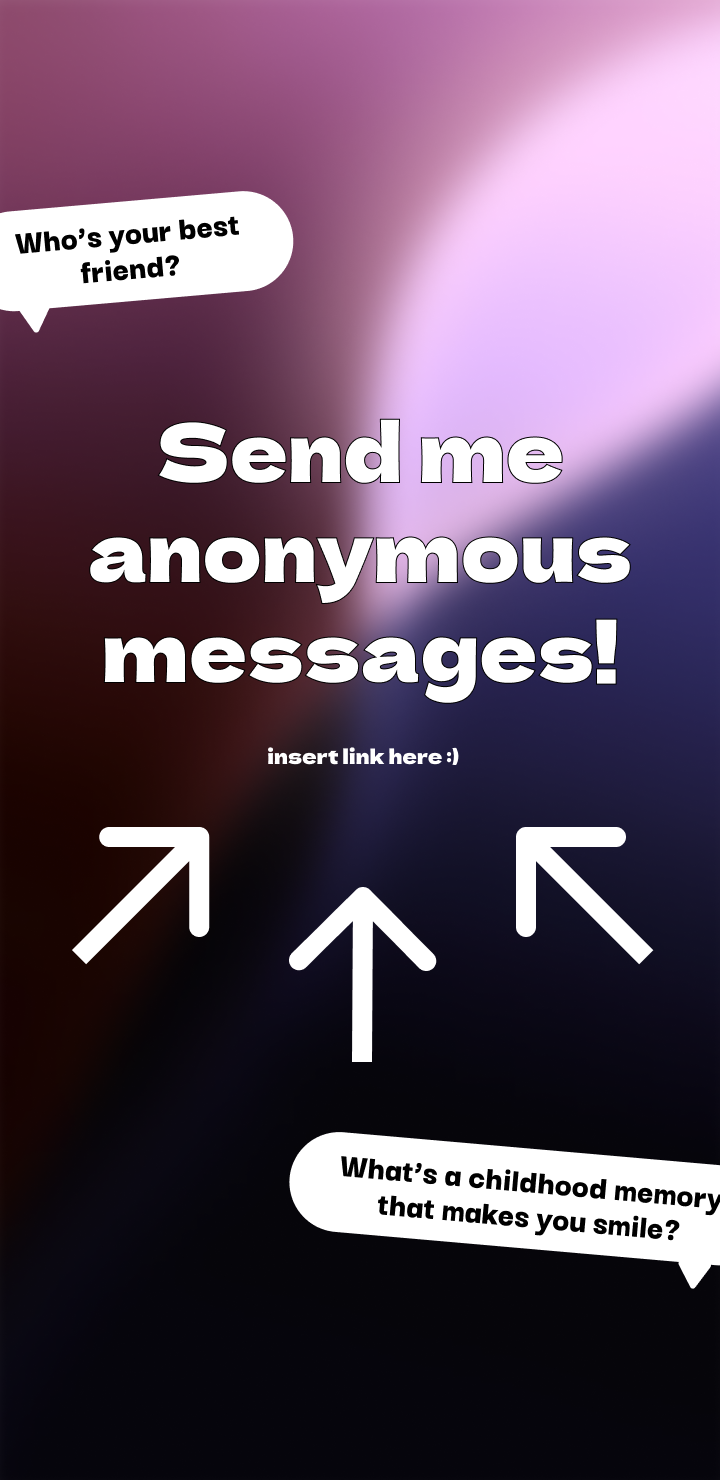 Who’s your best
friend?
Send me
anonymous
messages!
insert link here :)
What’s a childhood memory
that makes you smile?